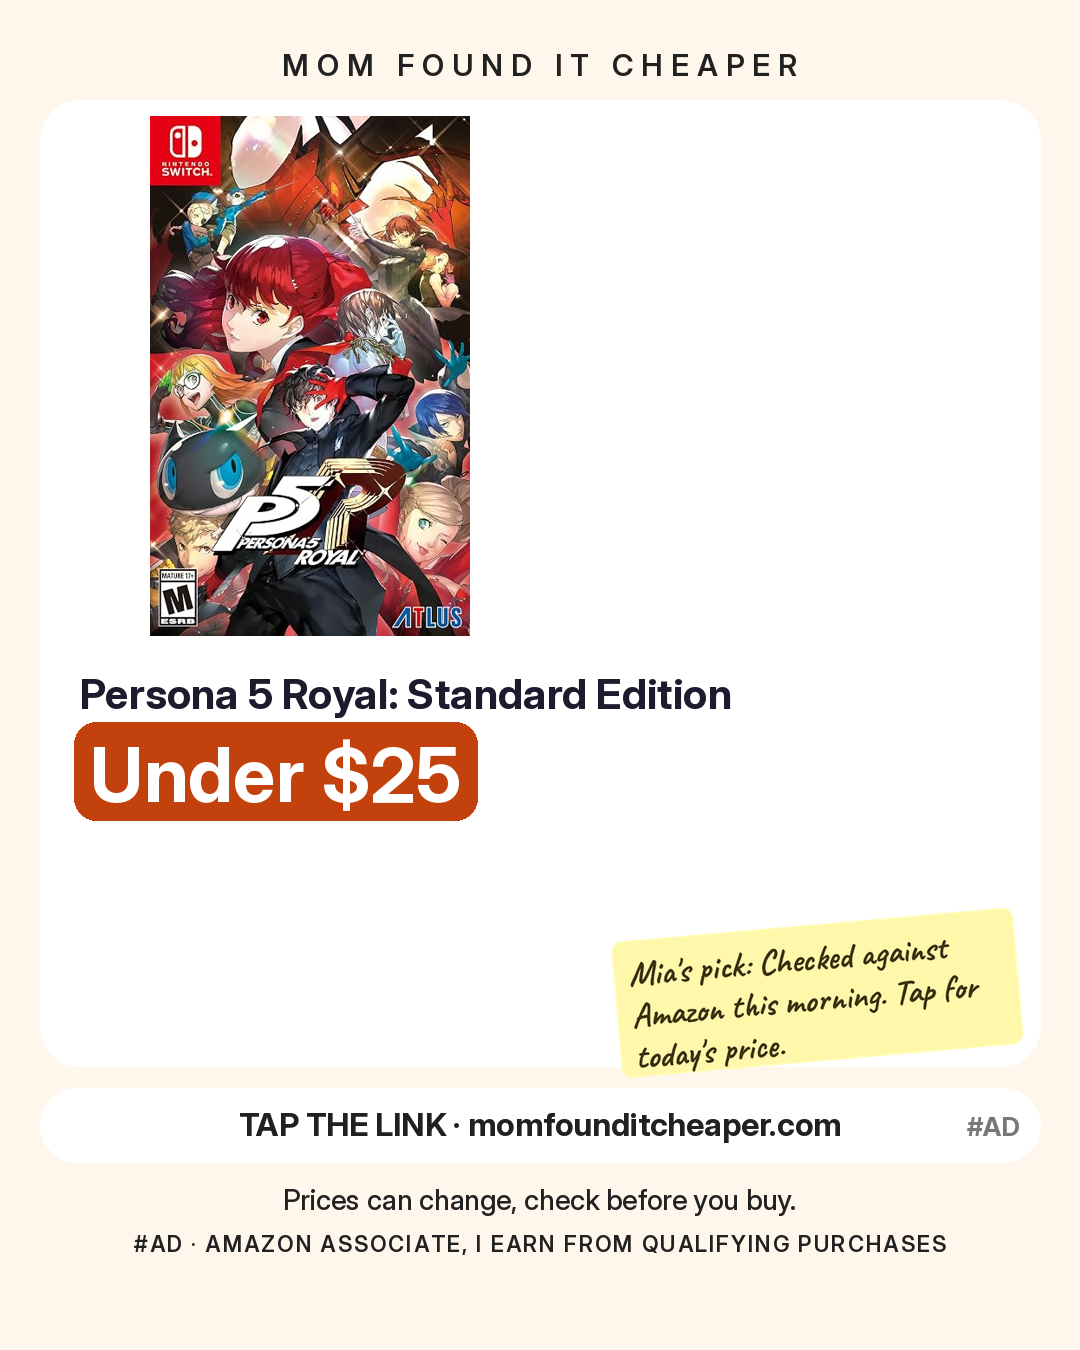 MOM FOUND IT CHEAPER
NINTENDO
SWITCH
P5R
PERSONA5
ROYAL
MATURE 17+
M
ESRB
ATLUS
Persona 5 Royal: Standard Edition
Under $25
Mia's pick: Checked against
Amazon this morning. Tap for
today's price.
TAP THE LINK · momfounditcheaper.com
#AD
Prices can change, check before you buy.
#AD · AMAZON ASSOCIATE, I EARN FROM QUALIFYING PURCHASES